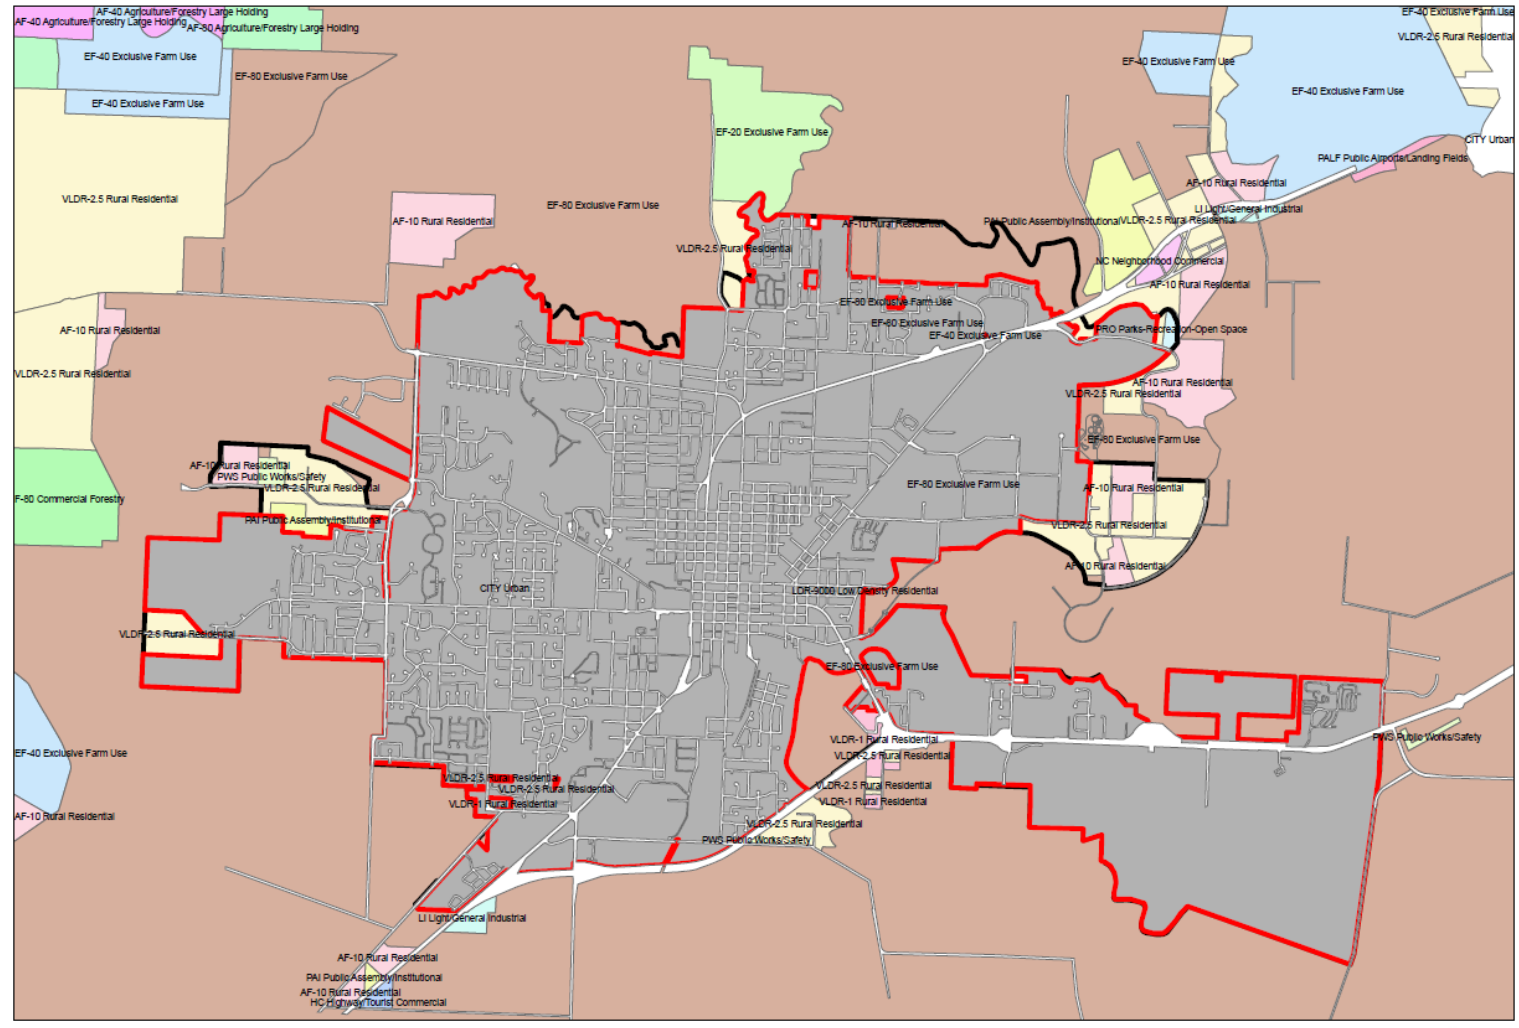 AF-40 Agriculture/Forestry Large Holding
EF-40 Exclusive Farm Use
AF-40 Agriculture/Forestry Large Holding
AF-80 Agriculture/Forestry Large Holding
VLDR-2.5 Rural Residential
EF-40 Exclusive Farm Use
EF-40 Exclusive Farm Use
EF-80 Exclusive Farm Use
EF-40 Exclusive Farm Use
EF-40 Exclusive Farm Use
EF-20 Exclusive Farm Use
CITY Urban
PALF Public Airports/Landing Fields
AF-10 Rural Residential
VLDR-2.5 Rural Residential
EF-80 Exclusive Farm Use
LI Light/General Industrial
AF-10 Rural Residential
AF-10 Rural Residential
PAI Public Assembly/Institutional
VLDR-2.5 Rural Residential
VLDR-2.5 Rural Residential
NC Neighborhood Commercial
AF-10 Rural Residential
EF-80 Exclusive Farm Use
EF-80 Exclusive Farm Use
AF-10 Rural Residential
PRO Parks-Recreation-Open Space
EF-40 Exclusive Farm Use
VLDR-2.5 Rural Residential
AF-10 Rural Residential
VLDR-2.5 Rural Residential
EF-80 Exclusive Farm Use
AF-10 Rural Residential
PWS Public Works/Safety
VLDR-2.5 Rural Residential
EF-80 Exclusive Farm Use
AF-10 Rural Residential
F-80 Commercial Forestry
PAI Public Assembly/Institutional
VLDR-2.5 Rural Residential
AF-10 Rural Residential
CITY Urban
LDR-9000 Low Density Residential
VLDR-2.5 Rural Residential
EF-80 Exclusive Farm Use
VLDR-1 Rural Residential
PWS Public Works/Safety
EF-40 Exclusive Farm Use
VLDR-2.5 Rural Residential
VLDR-2.5 Rural Residential
VLDR-2.5 Rural Residential
VLDR-2.5 Rural Residential
VLDR-1 Rural Residential
VLDR-1 Rural Residential
AF-10 Rural Residential
VLDR-2.5 Rural Residential
PWS Public Works/Safety
LI Light/General Industrial
AF-10 Rural Residential
PAI Public Assembly/Institutional
AF-10 Rural Residential
HC Highway/Tourist Commercial